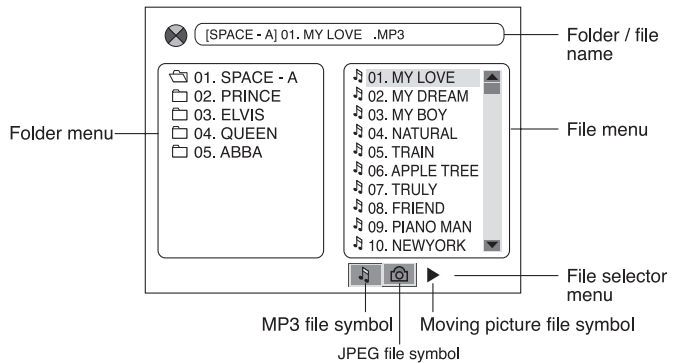 [SPACE - A] 01. MY LOVE .MP3
Folder / file
name
Folder menu
01. SPACE - A
02. PRINCE
03. ELVIS
04. QUEEN
05. ABBA
01. MY LOVE
02. MY DREAM
03. MY BOY
04. NATURAL
05. TRAIN
06. APPLE TREE
07. TRULY
08. FRIEND
09. PIANO MAN
10. NEWYORK
File menu
File selector
menu
MP3 file symbol
Moving picture file symbol
JPEG file symbol